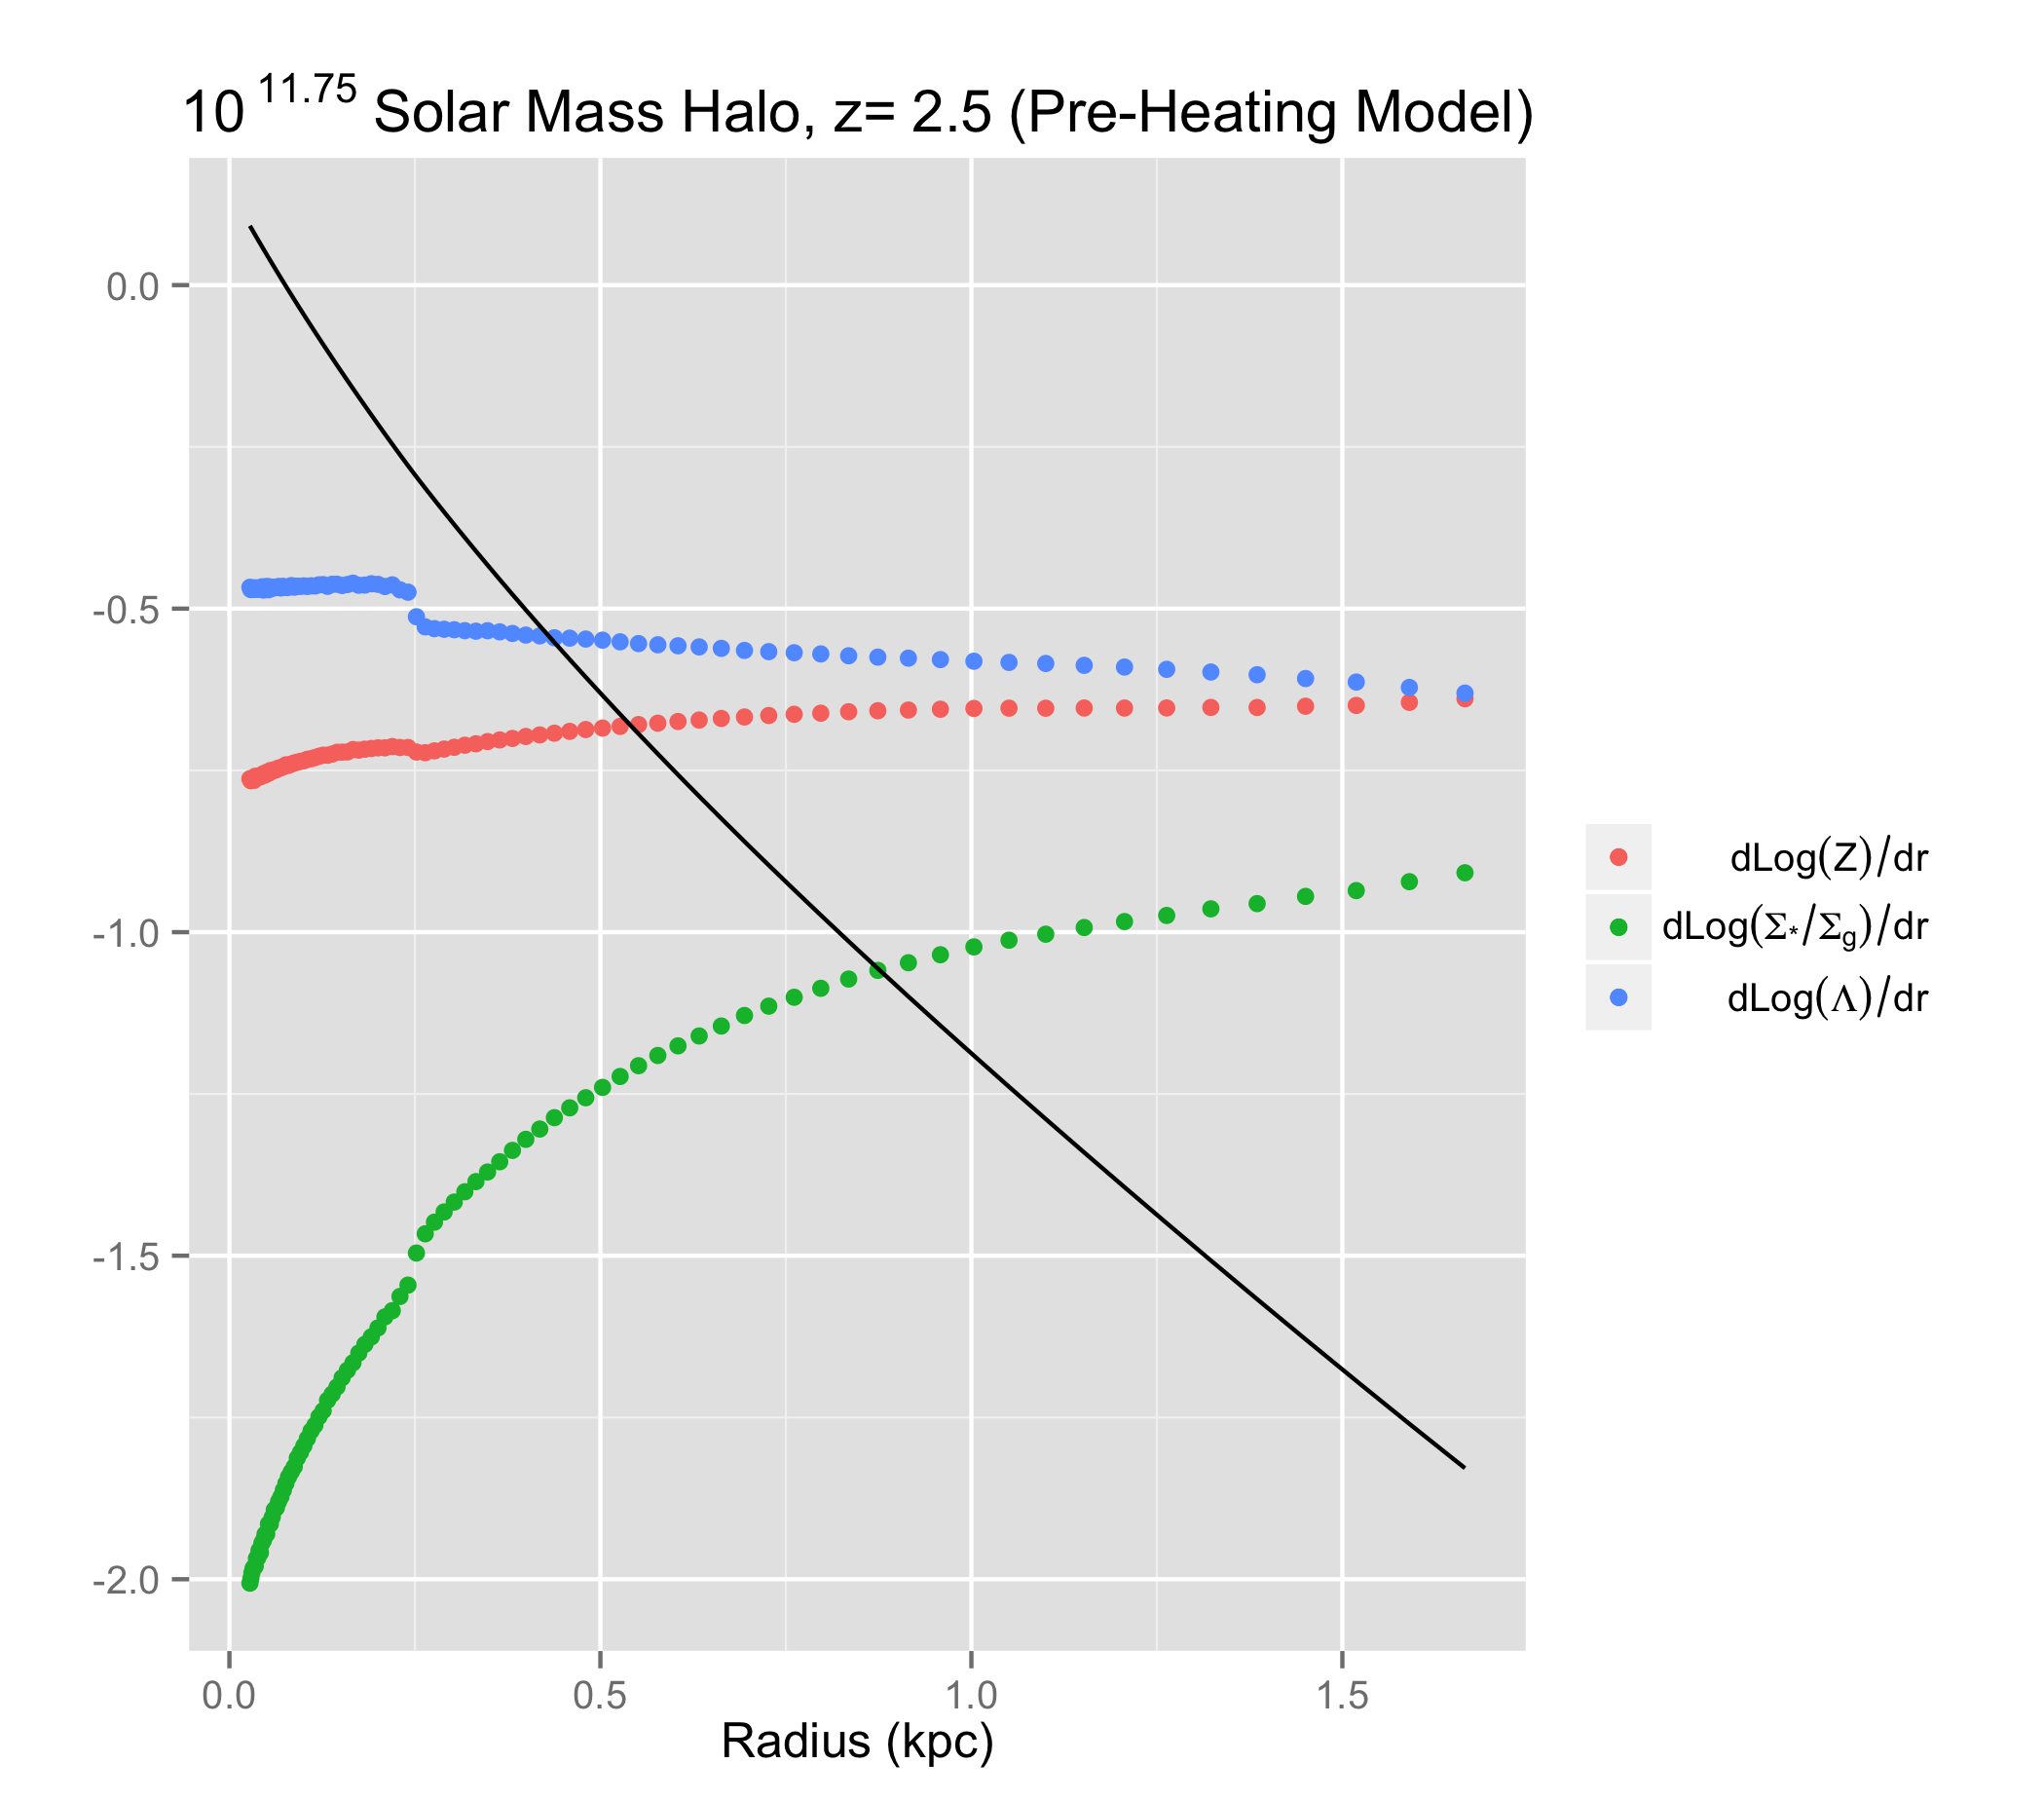 10 11.75 Solar Mass Halo, z= 2.5 (Pre-Heating Model)
0.0
-0.5
-1.0
-1.5
-2.0
0.0 0.5 1.0 1.5
Radius (kpc)
dLog(Z)/dr
dLog(Σ*/Σg)/dr
dLog(Λ)/dr